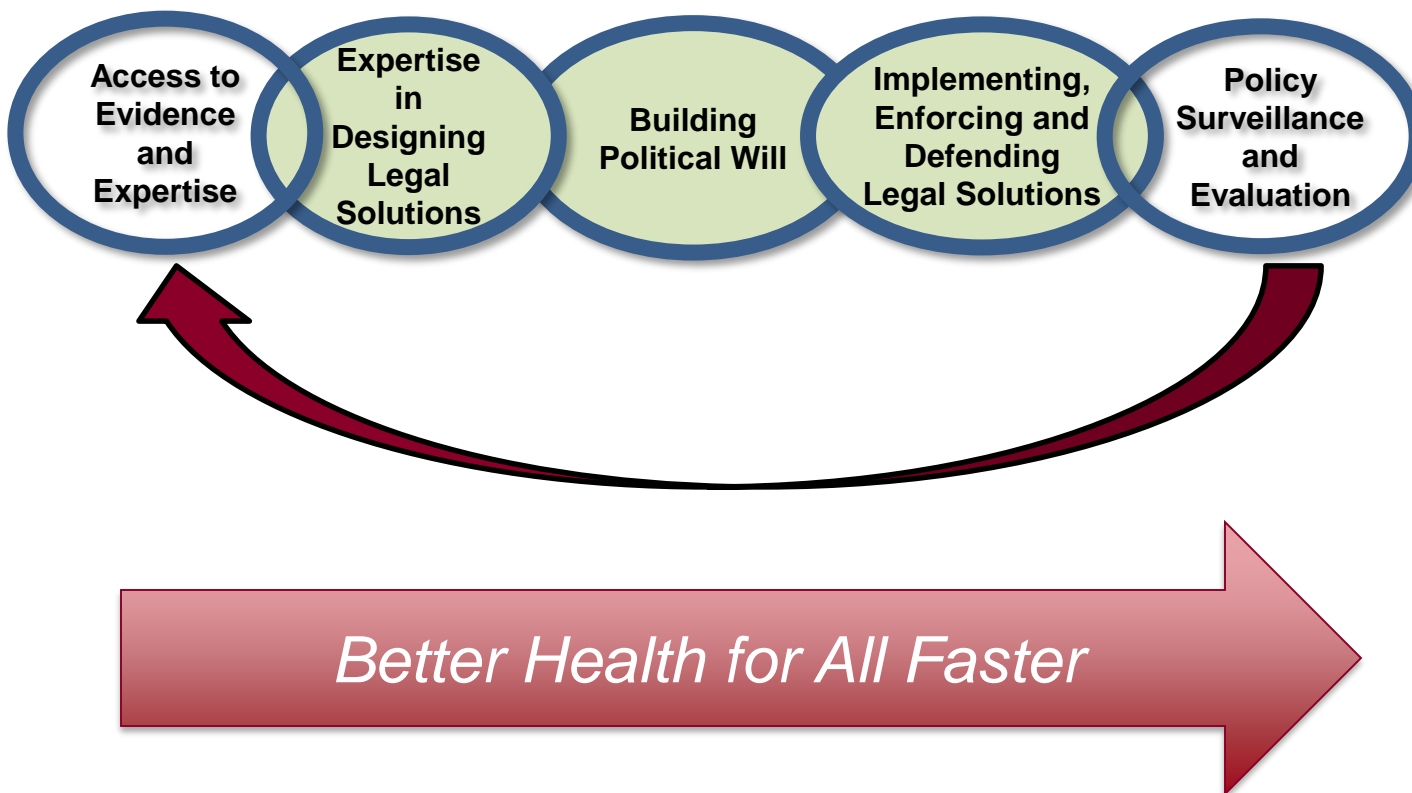 Access to
Evidence
and
Expertise
Expertise
in
Designing
Legal
Solutions
Building
Political Will
Implementing,
Enforcing and
Defending
Legal Solutions
Policy
Surveillance
and
Evaluation
Better Health for All Faster